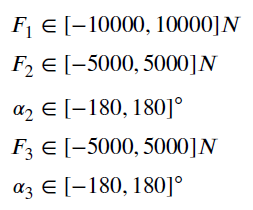 F₁ ∈ [−10000, 10000]N
F₂ ∈ [−5000, 5000]N
α₂ ∈ [−180, 180]°
F₃ ∈ [−5000, 5000]N
α₃ ∈ [−180, 180]°